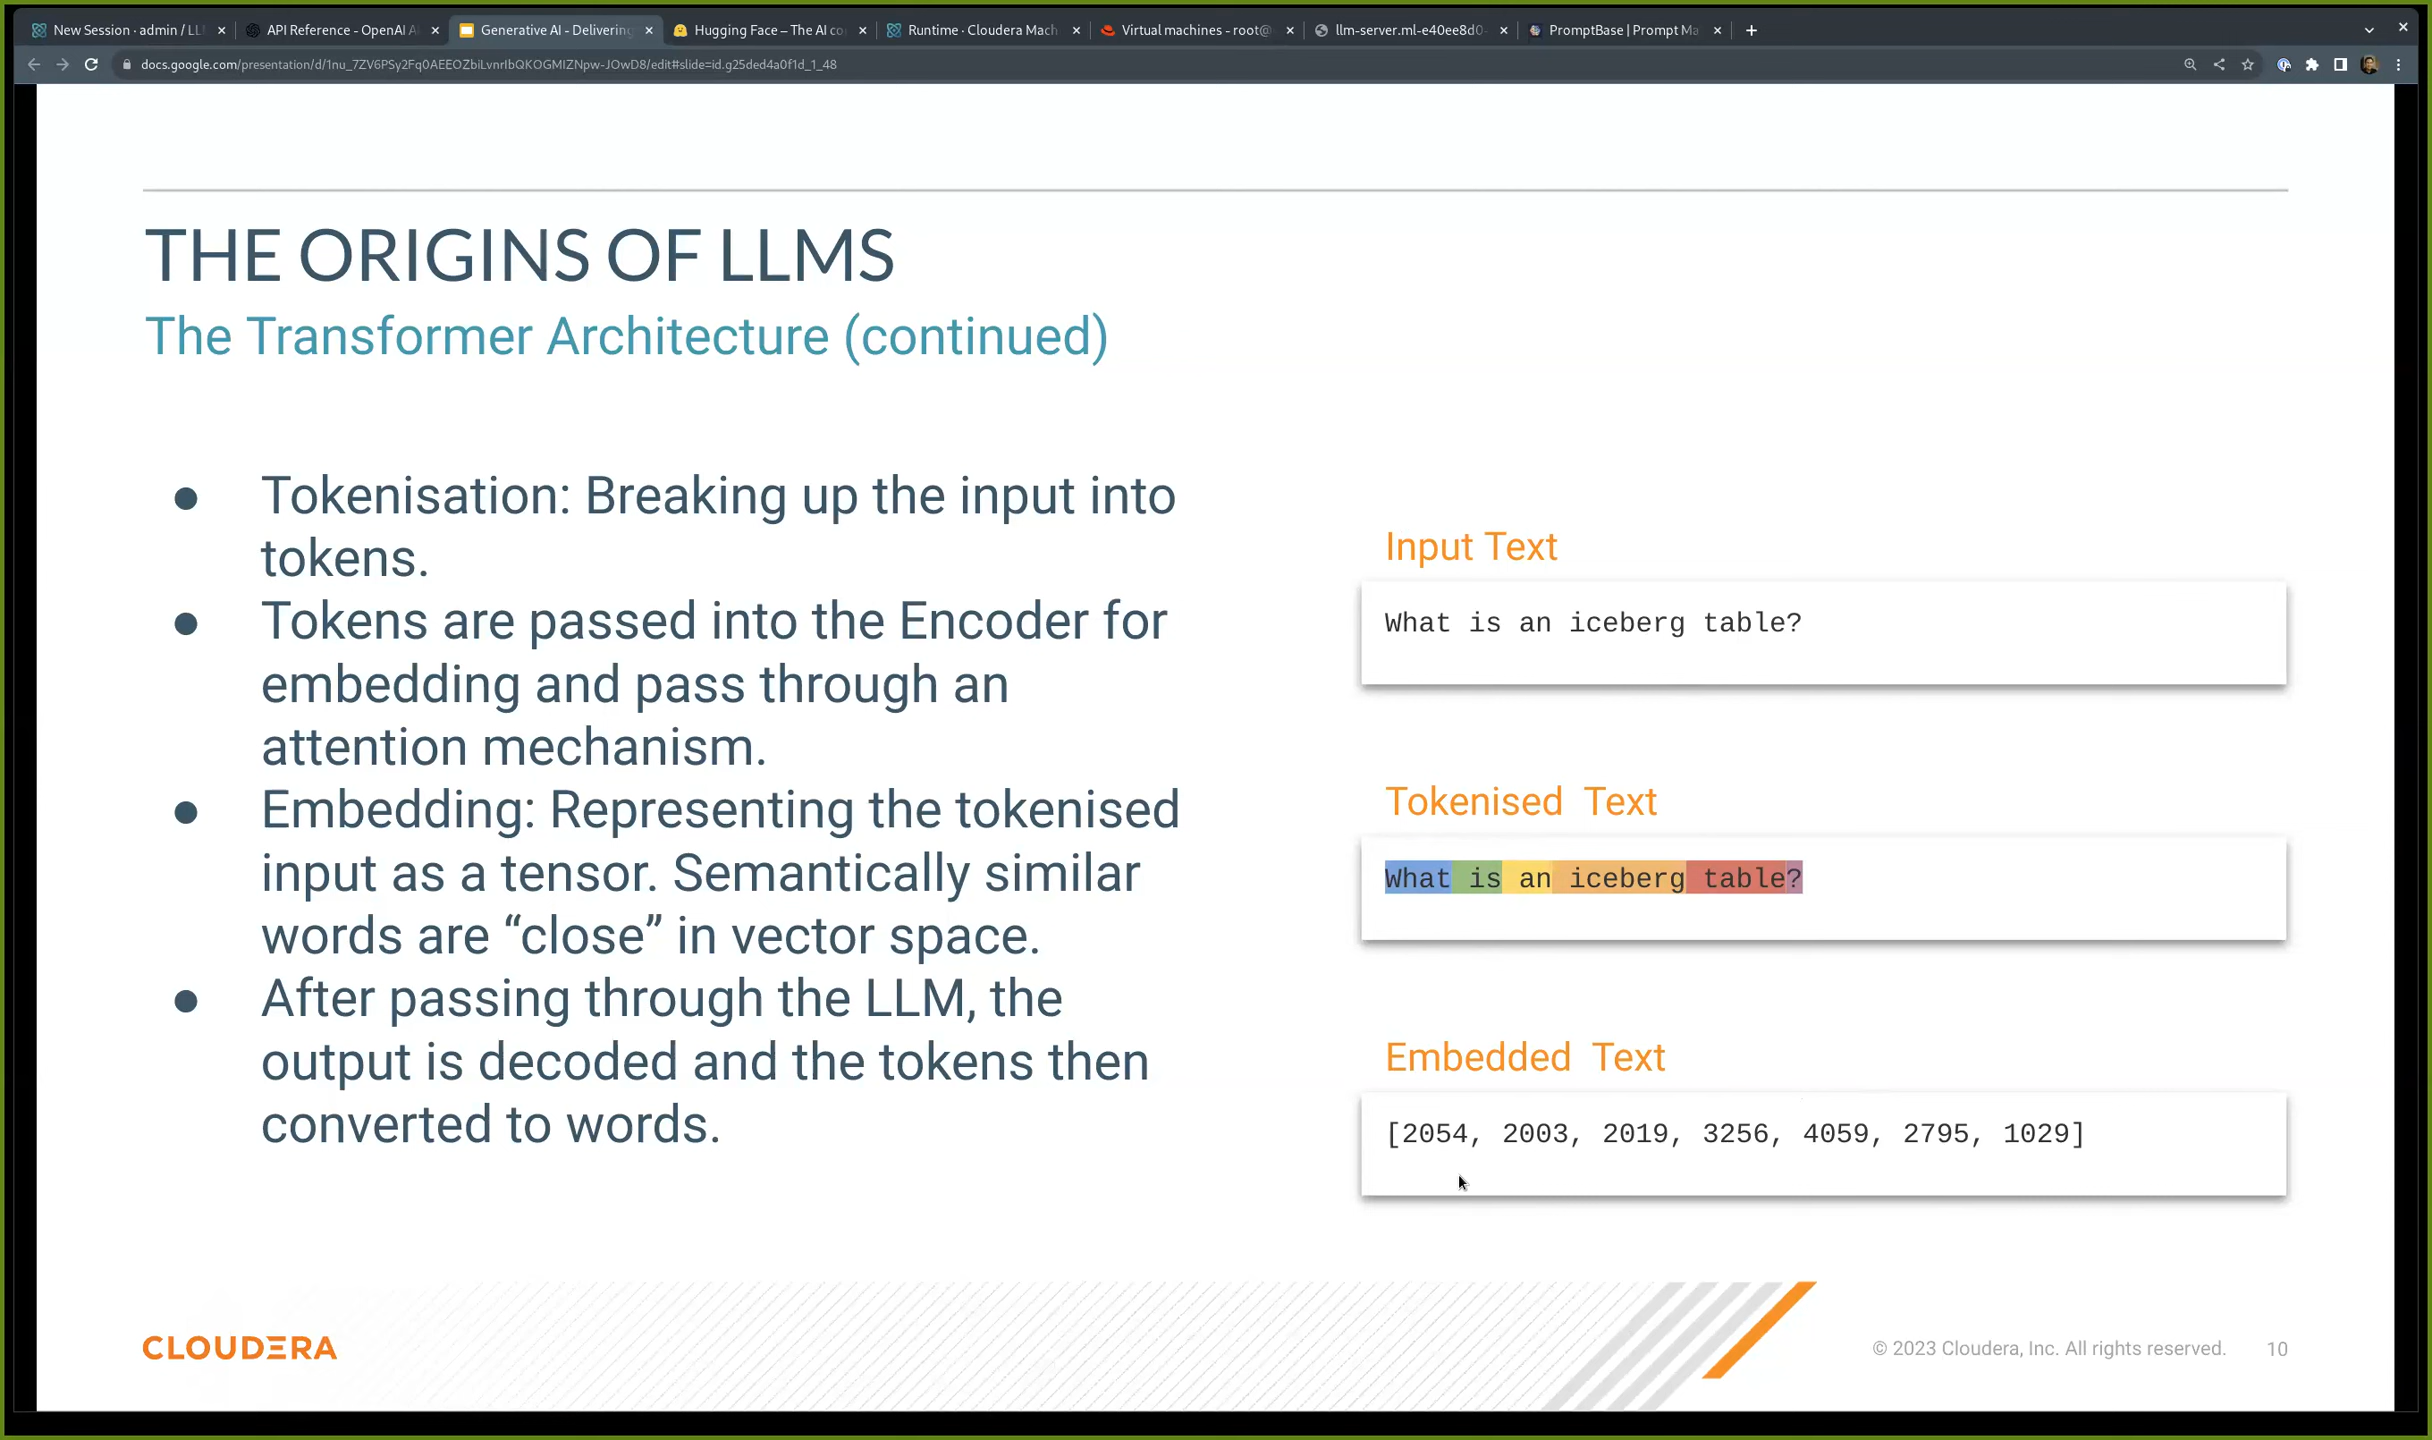 New Session · admin / LL
API Reference - OpenAI A
Generative AI - Delivering
Hugging Face – The AI co
Runtime · Cloudera Mach
Virtual machines - root@
llm-server.ml-e40ee8d0-
PromptBase | Prompt Ma
docs.google.com/presentation/d/1nu_7ZV6PSy2Fq0AEEOZbiLvnrIbQKOGMIZNpw-JOwD8/edit#slide=id.g25ded4a0f1d_1_48
THE ORIGINS OF LLMS
The Transformer Architecture (continued)
● Tokenisation: Breaking up the input into
tokens.
● Tokens are passed into the Encoder for
embedding and pass through an
attention mechanism.
● Embedding: Representing the tokenised
input as a tensor. Semantically similar
words are “close” in vector space.
● After passing through the LLM, the
output is decoded and the tokens then
converted to words.
Input Text
What is an iceberg table?
Tokenised Text
What is an iceberg table?
Embedded Text
[2054, 2003, 2019, 3256, 4059, 2795, 1029]
CLOUDERA
© 2023 Cloudera, Inc. All rights reserved. 10